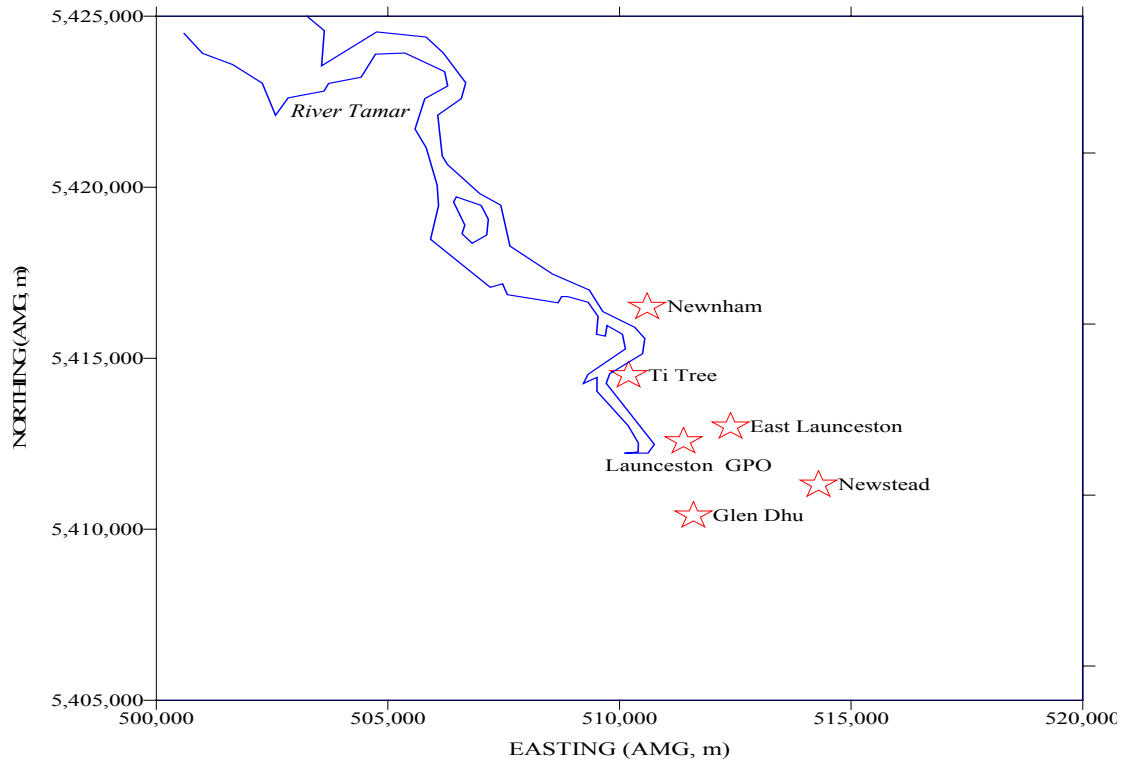 5,425,000
River Tamar
5,420,000
NORTHING (AMG, m)
Newnham
5,415,000
Ti Tree
East Launceston
Launceston GPO
Newstead
Glen Dhu
5,410,000
5,405,000
500,000
505,000
510,000
515,000
520,000
EASTING (AMG, m)